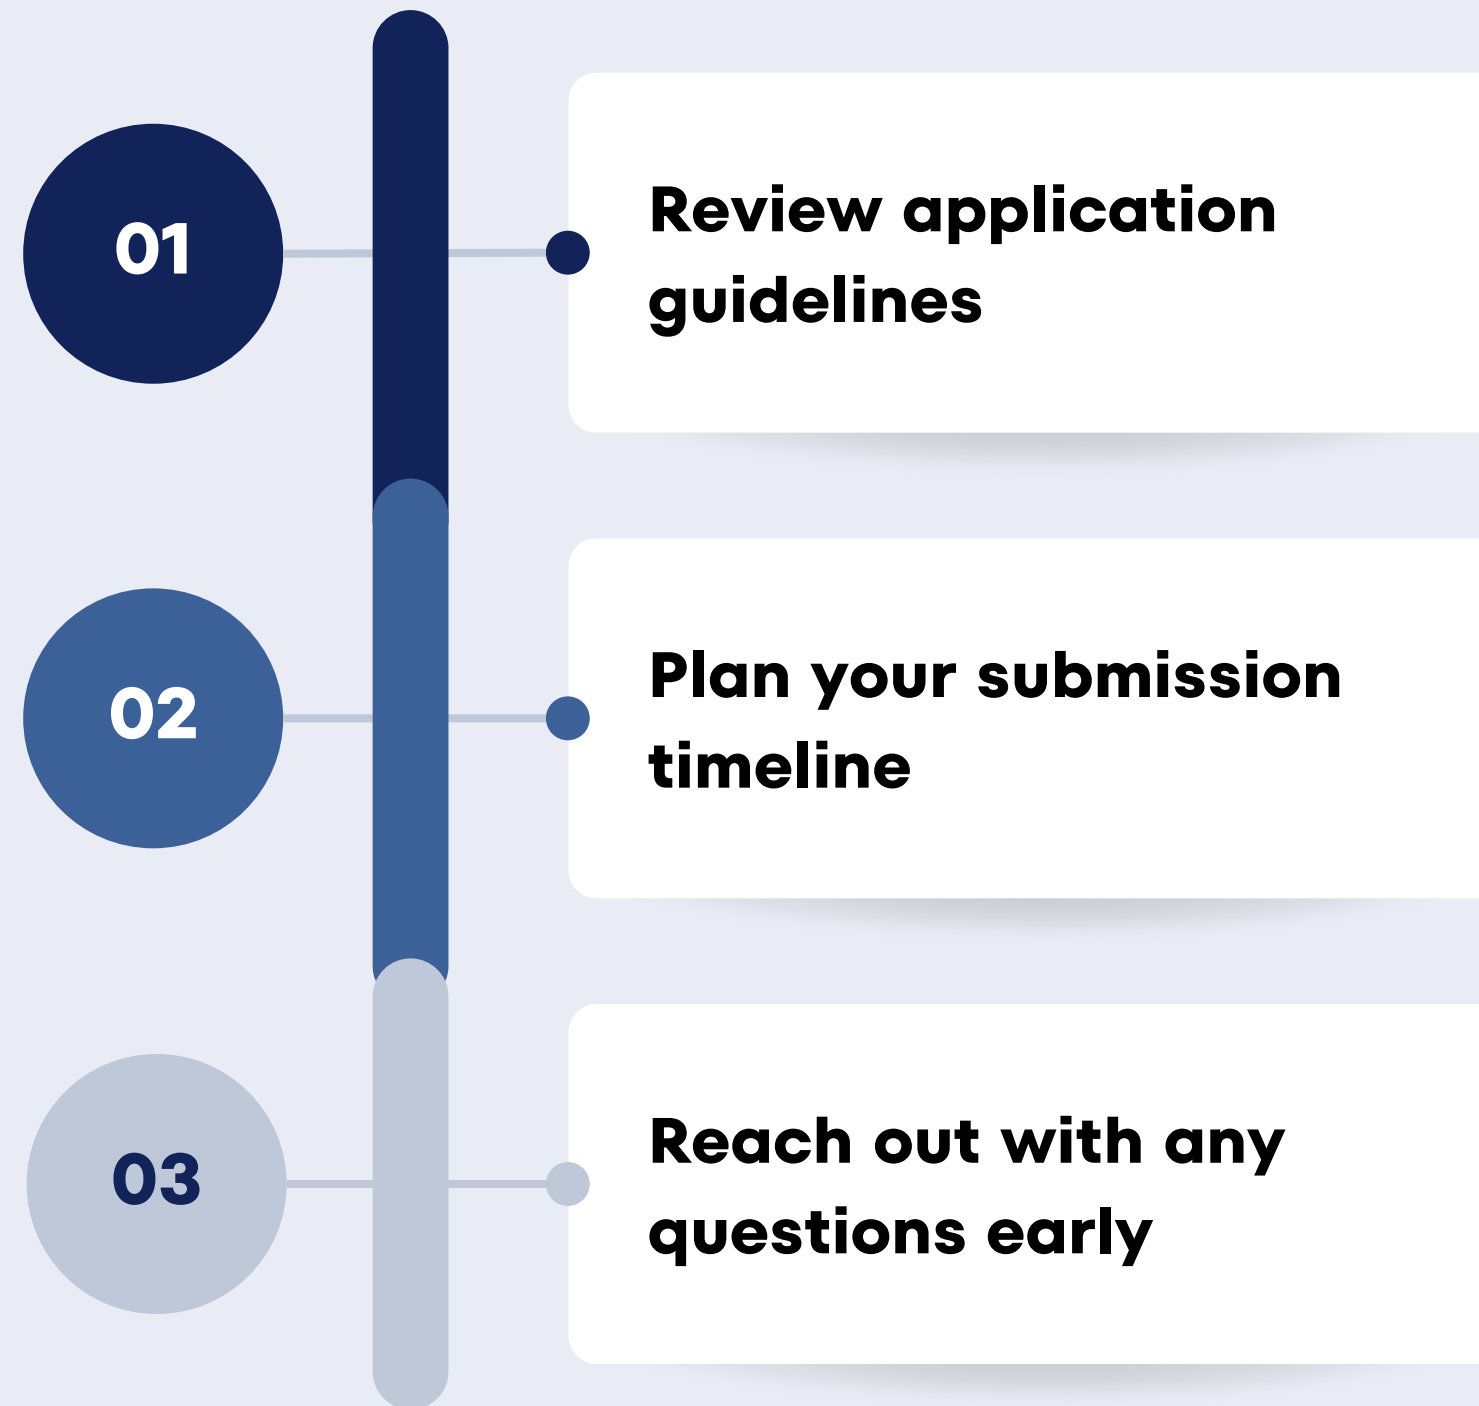 01
Review application
guidelines
02
Plan your submission
timeline
03
Reach out with any
questions early